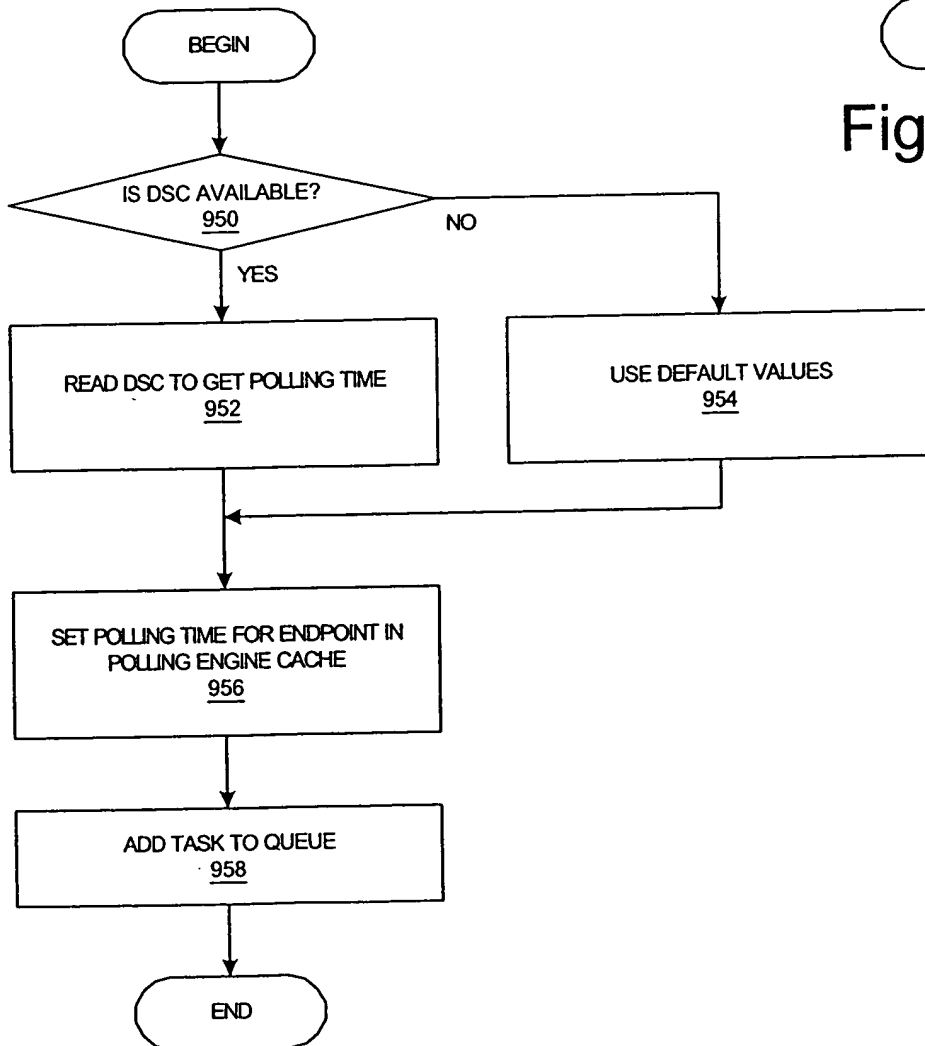 BEGIN
Fig
IS DSC AVAILABLE?
950
NO
YES
READ DSC TO GET POLLING TIME
952
USE DEFAULT VALUES
954
SET POLLING TIME FOR ENDPOINT IN
POLLING ENGINE CACHE
956
ADD TASK TO QUEUE
958
END